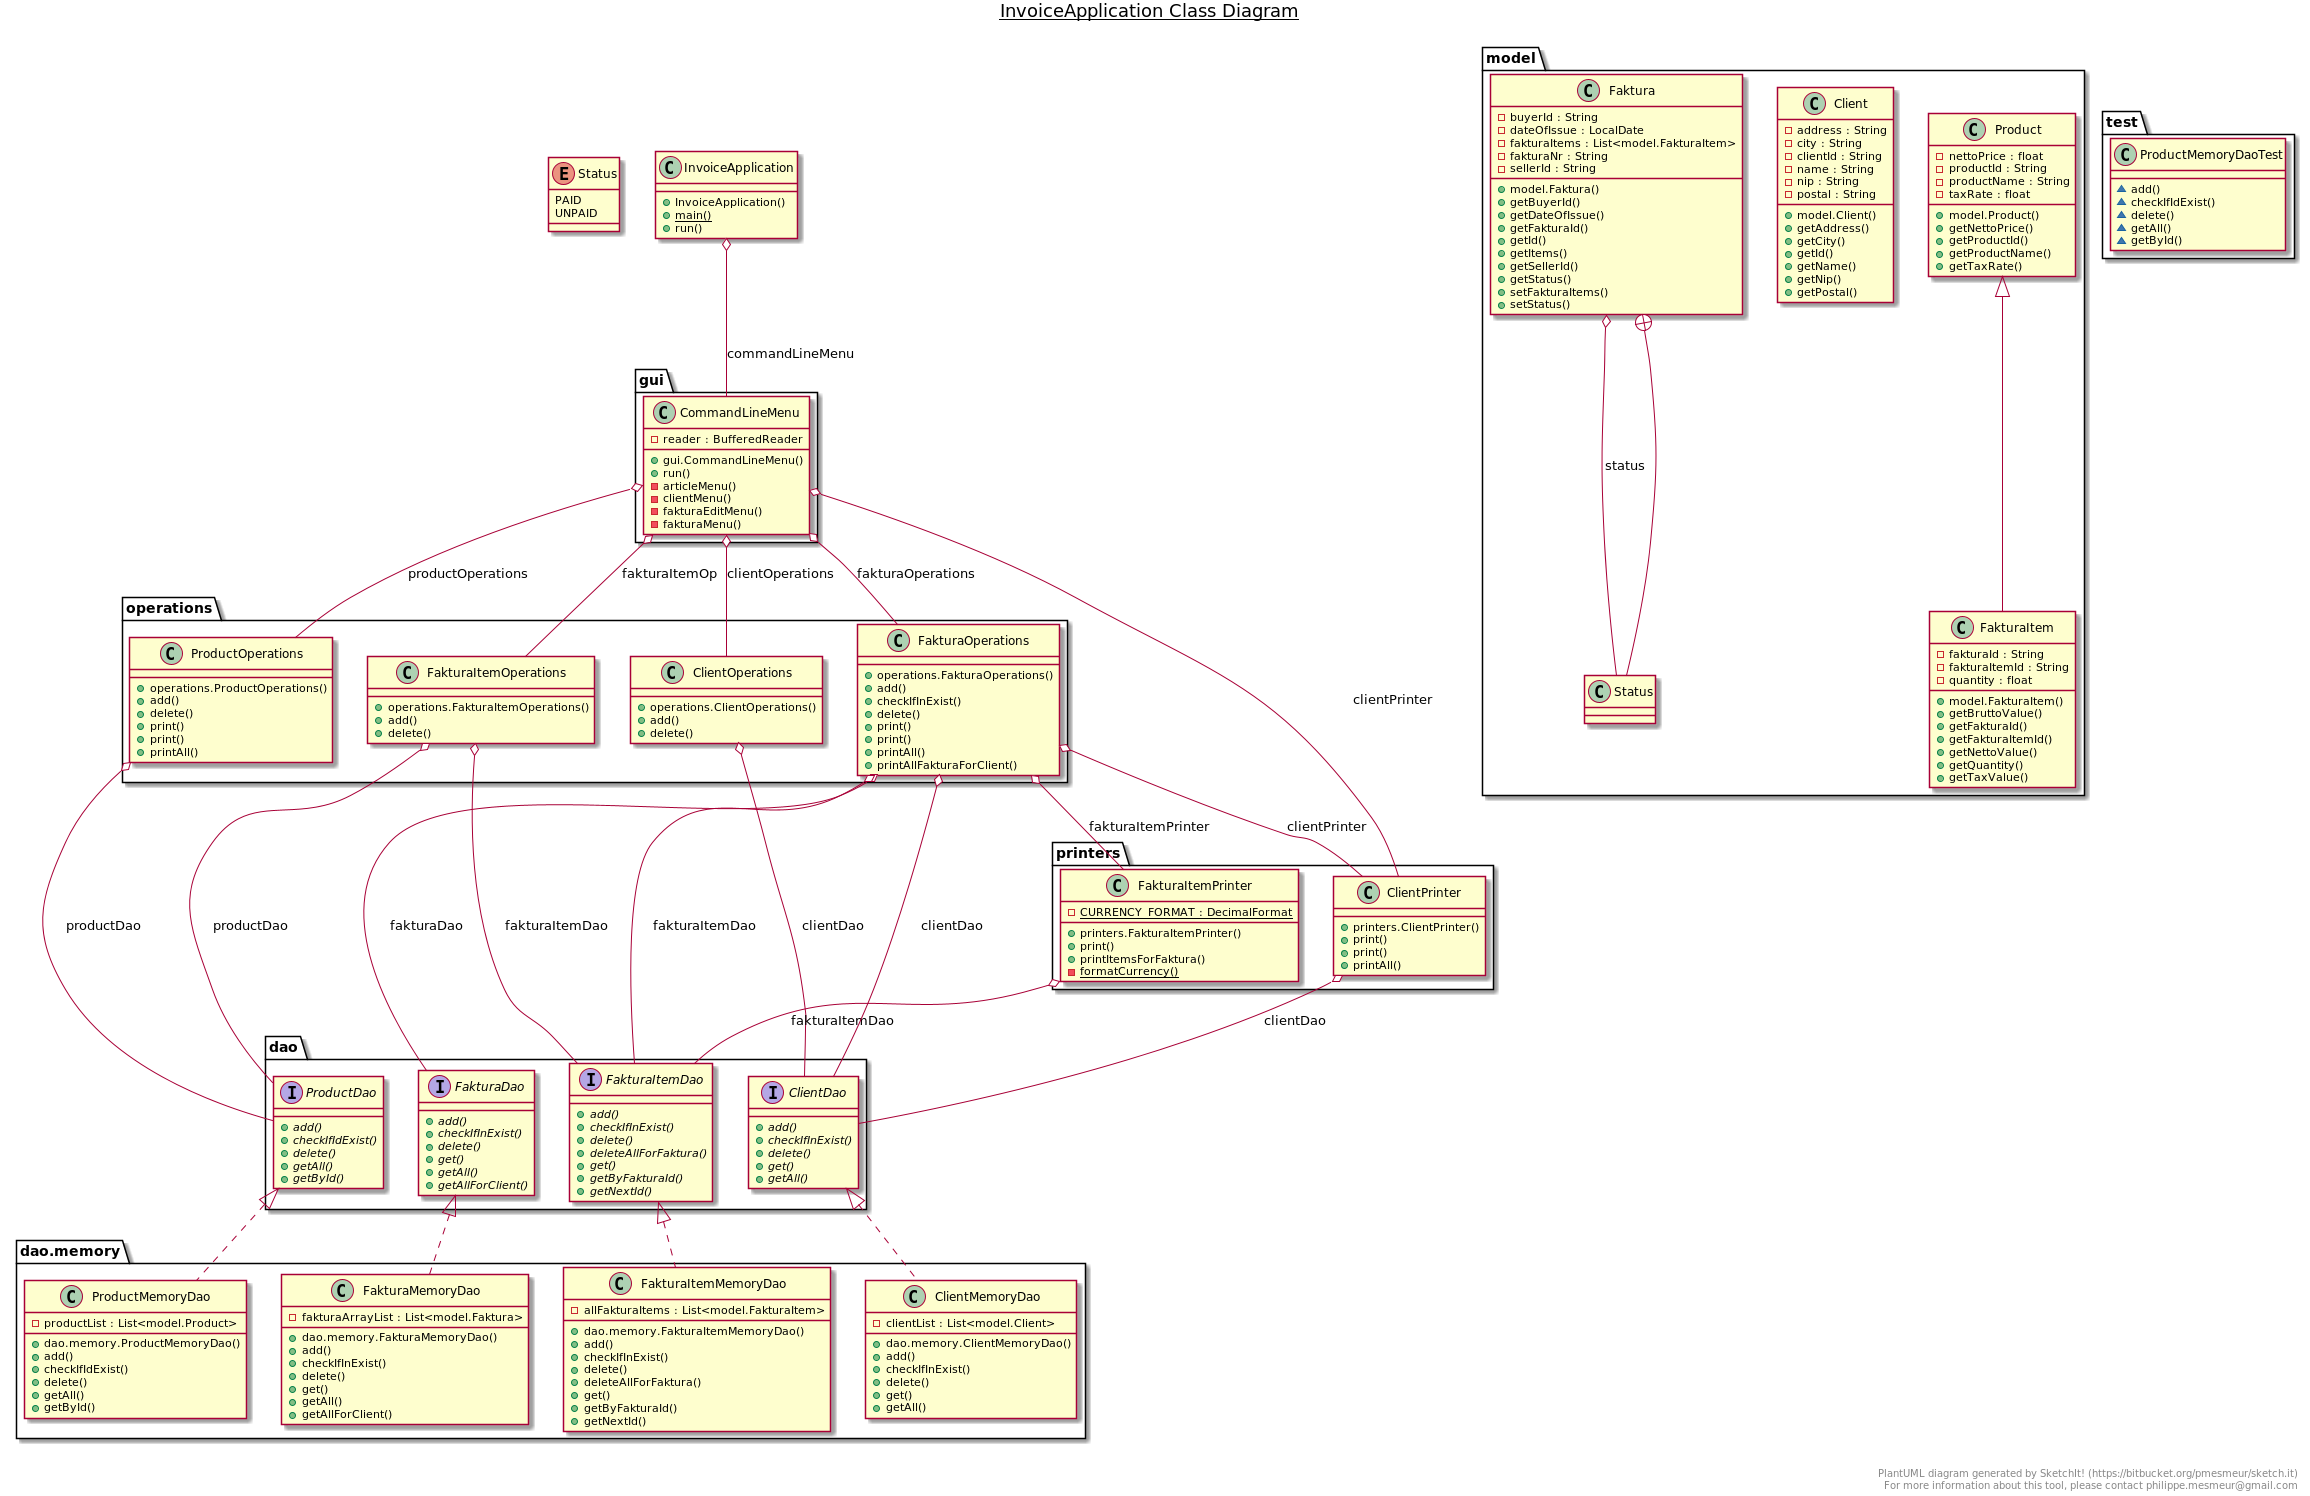 InvoiceApplication Class Diagram
model
C Faktura
buyerId : String
dateOfIssue : LocalDate
fakturaItems : List<model.FakturaItem>
fakturaNr : String
sellerId : String
model.Faktura()
getBuyerId()
getDateOfIssue()
getFakturaId()
getId()
getItems()
getSellerId()
getStatus()
setFakturaItems()
setStatus()
C Client
address : String
city : String
clientId : String
name : String
nip : String
postal : String
model.Client()
getAddress()
getCity()
getId()
getName()
getNip()
getPostal()
C Product
nettoPrice : float
productId : String
productName : String
taxRate : float
model.Product()
getNettoPrice()
getProductId()
getProductName()
getTaxRate()
test
C ProductMemoryDaoTest
add()
checkIfIdExist()
delete()
getAll()
getById()
E Status
PAID
UNPAID
C InvoiceApplication
InvoiceApplication()
main()
run()
commandLineMenu
gui
C CommandLineMenu
reader : BufferedReader
gui.CommandLineMenu()
run()
articleMenu()
clientMenu()
fakturaEditMenu()
fakturaMenu()
status
productOperations
fakturaItemOp
clientOperations
fakturaOperations
clientPrinter
operations
C ProductOperations
operations.ProductOperations()
add()
delete()
print()
print()
printAll()
C FakturaItemOperations
operations.FakturaItemOperations()
add()
delete()
C ClientOperations
operations.ClientOperations()
add()
delete()
C FakturaOperations
operations.FakturaOperations()
add()
checkIfInExist()
delete()
print()
print()
printAll()
printAllFakturaForClient()
C Status
C FakturaItem
fakturaId : String
fakturaItemId : String
quantity : float
model.FakturaItem()
getBruttoValue()
getFakturaId()
getFakturaItemId()
getNettoValue()
getQuantity()
getTaxValue()
fakturaItemPrinter
clientPrinter
printers
C FakturaItemPrinter
CURRENCY_FORMAT : DecimalFormat
printers.FakturaItemPrinter()
print()
printItemsForFaktura()
formatCurrency()
C ClientPrinter
printers.ClientPrinter()
print()
print()
printAll()
productDao
productDao
fakturaDao
fakturaItemDao
fakturaItemDao
clientDao
clientDao
fakturaItemDao
clientDao
dao
I ProductDao
add()
checkIfIdExist()
delete()
getAll()
getById()
I FakturaDao
add()
checkIfInExist()
delete()
get()
getAll()
getAllForClient()
I FakturaItemDao
add()
checkIfInExist()
delete()
deleteAllForFaktura()
get()
getByFakturaId()
getNextId()
I ClientDao
add()
checkIfInExist()
delete()
get()
getAll()
dao.memory
C ProductMemoryDao
productList : List<model.Product>
dao.memory.ProductMemoryDao()
add()
checkIfIdExist()
delete()
getAll()
getById()
C FakturaMemoryDao
fakturaArrayList : List<model.Faktura>
dao.memory.FakturaMemoryDao()
add()
checkIfInExist()
delete()
get()
getAll()
getAllForClient()
C FakturaItemMemoryDao
allFakturaItems : List<model.FakturaItem>
dao.memory.FakturaItemMemoryDao()
add()
checkIfInExist()
delete()
deleteAllForFaktura()
get()
getByFakturaId()
getNextId()
C ClientMemoryDao
clientList : List<model.Client>
dao.memory.ClientMemoryDao()
add()
checkIfInExist()
delete()
get()
getAll()
PlantUML diagram generated by SketchIt! (https://bitbucket.org/pmesmeur/sketch.it)
For more information about this tool, please contact philippe.mesmeur@gmail.com